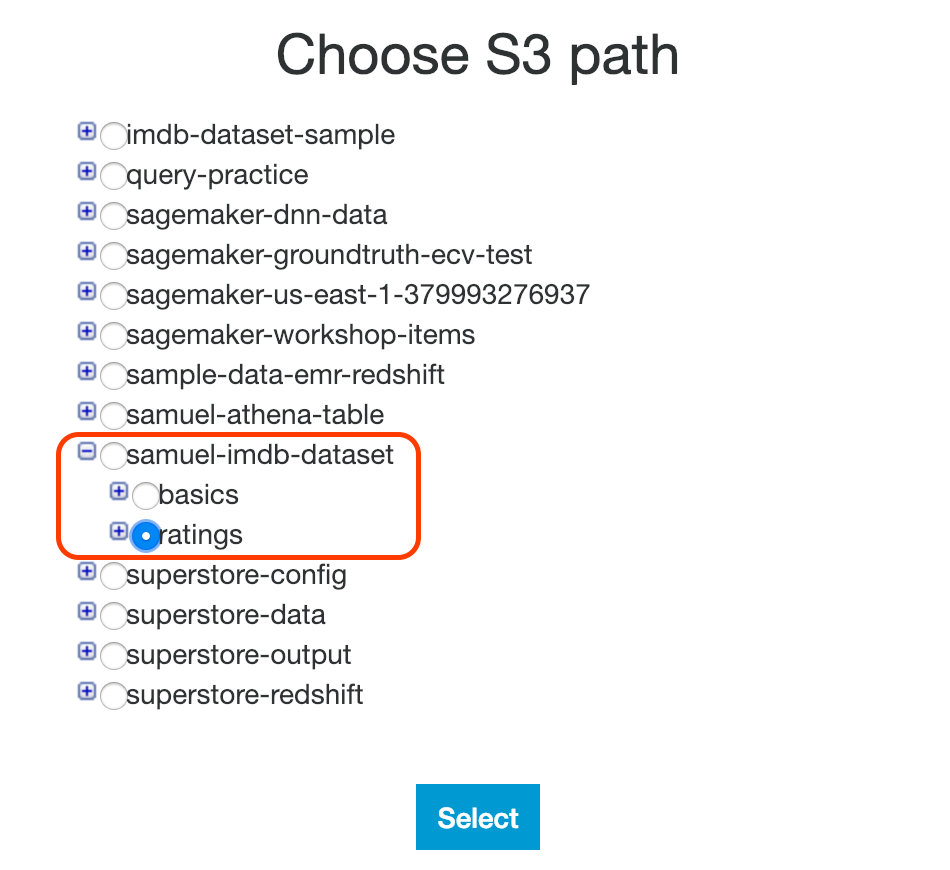 Choose S3 path
imdb-dataset-sample
query-practice
sagemaker-dnn-data
sagemaker-groundtruth-ecv-test
sagemaker-us-east-1-379993276937
sagemaker-workshop-items
sample-data-emr-redshift
samuel-athena-table
samuel-imdb-dataset
basics
ratings
superstore-config
superstore-data
superstore-output
superstore-redshift
Select